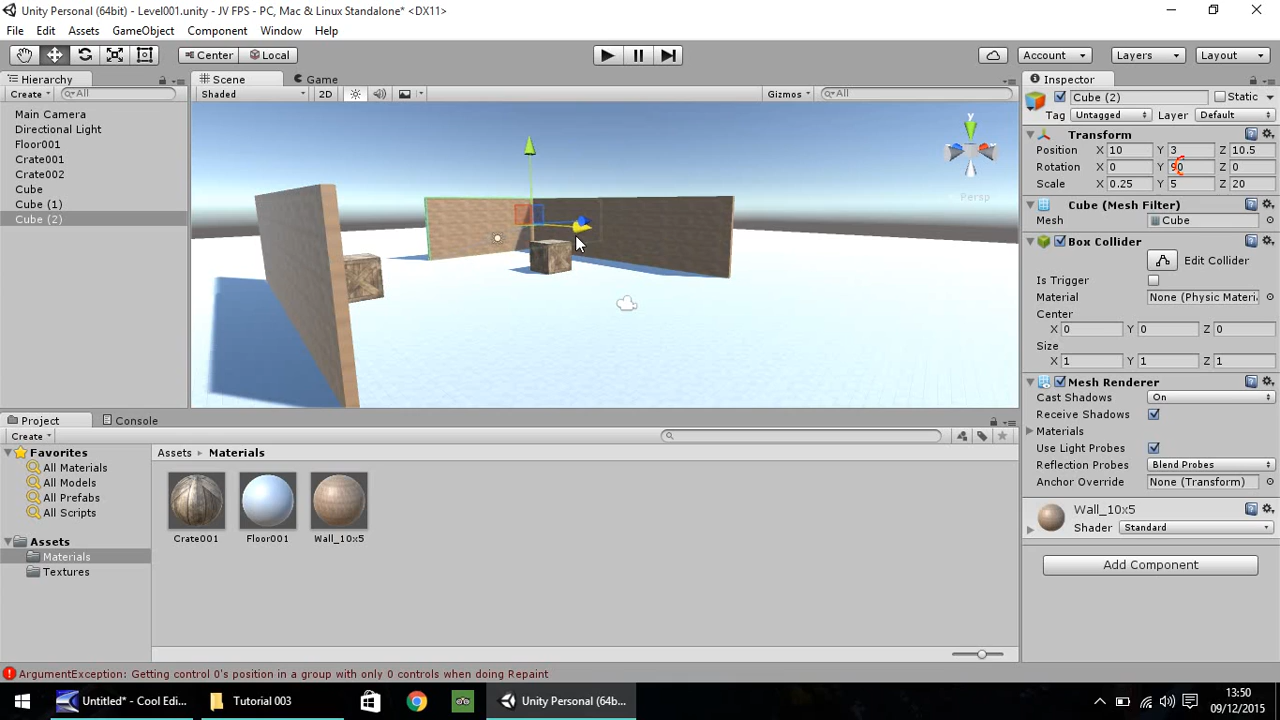 Unity Personal (64bit) - Level001.unity - JV FPS - PC, Mac & Linux Standalone* <DX11>
File Edit Assets GameObject Component Window Help
Center Local Account Layers Layout
Hierarchy Scene Game Inspector
Create All Shaded 2D Gizmos All Cube (2) Static
Main Camera Tag Untagged Layer Default
Directional Light Transform
Floor001 Position X 10 Y 3 Z 10.5
Crate001 Rotation X 0 Y 90 Z 0
Crate002 Scale X 0.25 Y 5 Z 20
Cube Cube (Mesh Filter)
Cube (1) Mesh Cube
Cube (2) Box Collider
y
Persp
Edit Collider
Is Trigger
Material None (Physic Materi
Center
X 0 Y 0 Z 0
Size
X 1 Y 1 Z 1
Mesh Renderer
Cast Shadows On
Receive Shadows
Materials
Use Light Probes
Reflection Probes Blend Probes
Anchor Override None (Transform)
Wall_10x5
Shader Standard
Add Component
Project Console
Create
Favorites Assets Materials
All Materials
All Models
All Prefabs
All Scripts
Crate001 Floor001 Wall_10x5
Assets
Materials
Textures
ArgumentException: Getting control 0's position in a group with only 0 controls when doing Repaint
Untitled* - Cool Edi... Tutorial 003 Unity Personal (64b...
13:50
09/12/2015